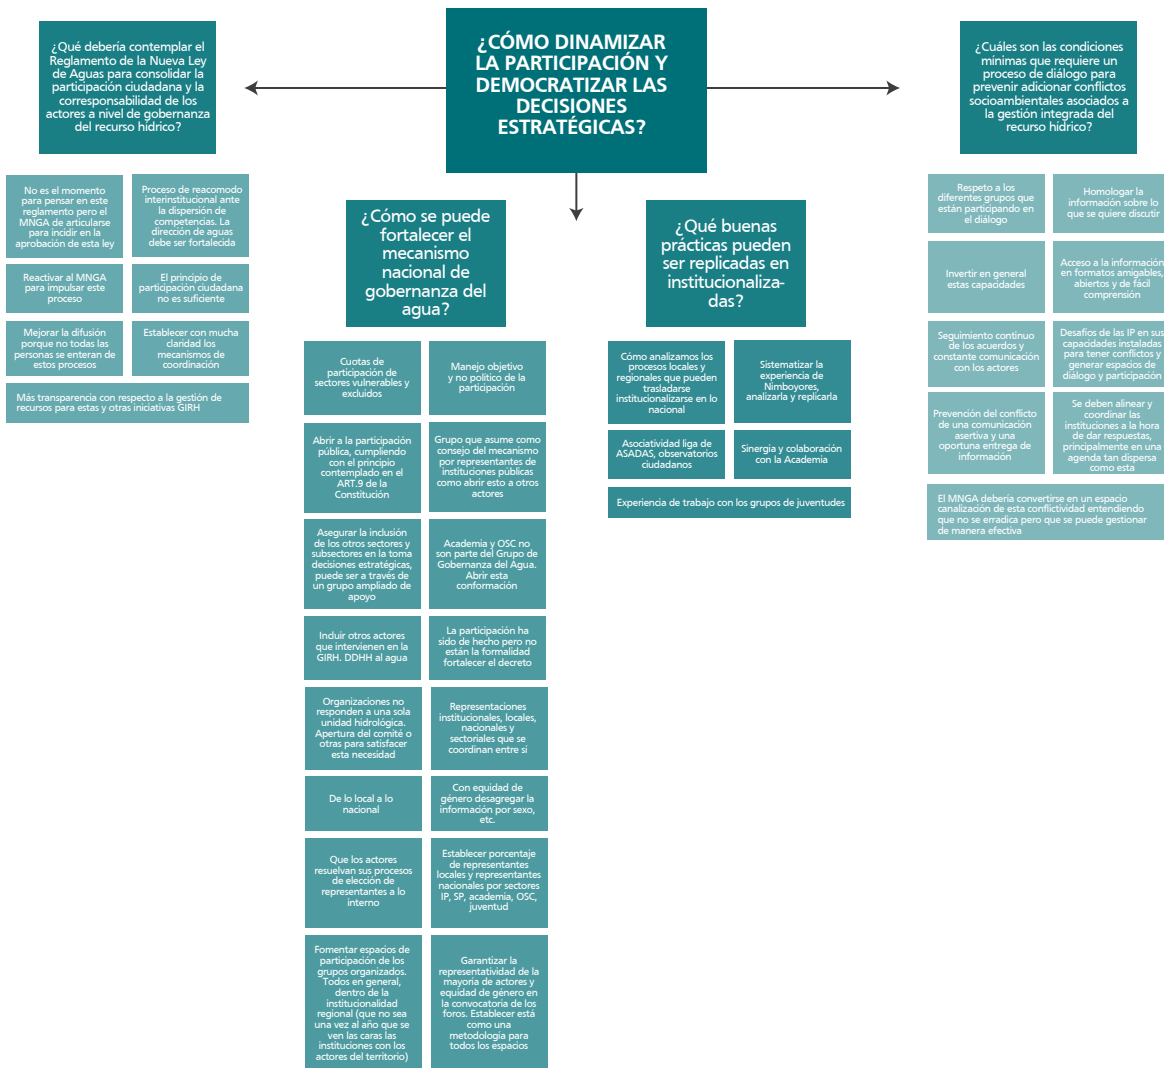 ¿CÓMO DINAMIZAR
LA PARTICIPACIÓN Y
DEMOCRATIZAR LAS
DECISIONES
ESTRATÉGICAS?
¿Qué debería contemplar el
Reglamento de la Nueva Ley
de Aguas para consolidar la
participación ciudadana y la
corresponsabilidad de los
actores a nivel de gobernanza
del recurso hídrico?
No es el momento
para pensar en este
reglamento pero el
MNGA de articularse
para incidir en la
aprobación de esta ley
Proceso de reacomodo
interinstitucional ante
la dispersión de
competencias. La
dirección de aguas
debe ser fortalecida
Reactivar al MNGA
para impulsar este
proceso
El principio de
participación ciudadana
no es suficiente
Mejorar la difusión
porque no todas las
personas se enteran de
estos procesos
Establecer con mucha
claridad los
mecanismos de
coordinación
Más transparencia con respecto a la gestión de
recursos para estas y otras iniciativas GIRH
¿Cómo se puede
fortalecer el
mecanismo
nacional de
gobernanza del
agua?
Cuotas de
participación de
sectores vulnerables y
excluidos
Manejo objetivo
y no político de la
participación
Abrir a la participación
pública, cumpliendo
con el principio
contemplado en el
ART.9 de la
Constitución
Grupo que asume como
consejo del mecanismo
por representantes de
instituciones públicas
como abrir esto a otros
actores
Asegurar la inclusión
de los otros sectores y
subsectores en la toma
decisiones estratégicas,
puede ser a través de
un grupo ampliado de
apoyo
Academia y OSC no
son parte del Grupo de
Gobernanza del Agua.
Abrir esta
conformación
Incluir otros actores
que intervienen en la
GIRH. DDHH al agua
La participación ha
sido de hecho pero no
están la formalidad
fortalecer el decreto
Organizaciones no
responden a una sola
unidad hidrológica.
Apertura del comité o
otras para satisfacer
esta necesidad
Representaciones
institucionales, locales,
nacionales y
sectoriales que se
coordinan entre sí
De lo local a lo
nacional
Con equidad de
género desagregar la
información por sexo,
etc.
Que los actores
resuelvan sus procesos
de elección de
representantes a lo
interno
Establecer porcentaje
de representantes
locales y representantes
nacionales por sectores
IP, SP, academia, OSC,
juventud
Fomentar espacios de
participación de los
grupos organizados.
Todos en general,
dentro de la
institucionalidad
regional (que no sea
una vez al año que se
ven las caras las
instituciones con los
actores del territorio)
Garantizar la
representatividad de la
mayoría de actores y
equidad de género en
la convocatoria de los
foros. Establecer está
como una
metodología para
todos los espacios
¿Qué buenas
prácticas pueden
ser replicadas en
institucionaliza-
das?
Cómo analizamos los
procesos locales y
regionales que pueden
trasladarse
institucionalizarse en lo
nacional
Sistematizar la
experiencia de
Nimboyores,
analizarla y replicarla
Asociatividad liga de
ASADAS, observatorios
ciudadanos
Sinergia y colaboración
con la Academia
Experiencia de trabajo con los grupos de juventudes
¿Cuáles son las condiciones
mínimas que requiere un
proceso de diálogo para
prevenir adicionar conflictos
socioambientales asociados a
la gestión integrada del
recurso hídrico?
Respeto a los
diferentes grupos que
están participando en
el diálogo
Homologar la
información sobre lo
que se quiere discutir
Invertir en general
estas capacidades
Acceso a la información
en formatos amigables,
abiertos y de fácil
comprensión
Seguimiento continuo
de los acuerdos y
constante comunicación
con los actores
Desafíos de las IP en sus
capacidades instaladas
para tener conflictos y
generar espacios de
diálogo y participación
Prevención del conflicto
de una comunicación
asertiva y una
oportuna entrega de
información
Se deben alinear y
coordinar las
instituciones a la hora
de dar respuestas,
principalmente en una
agenda tan dispersa
como esta
El MNGA debería convertirse en un espacio
canalización de esta conflictividad entendiendo
que no se erradica pero que se puede gestionar
de manera efectiva